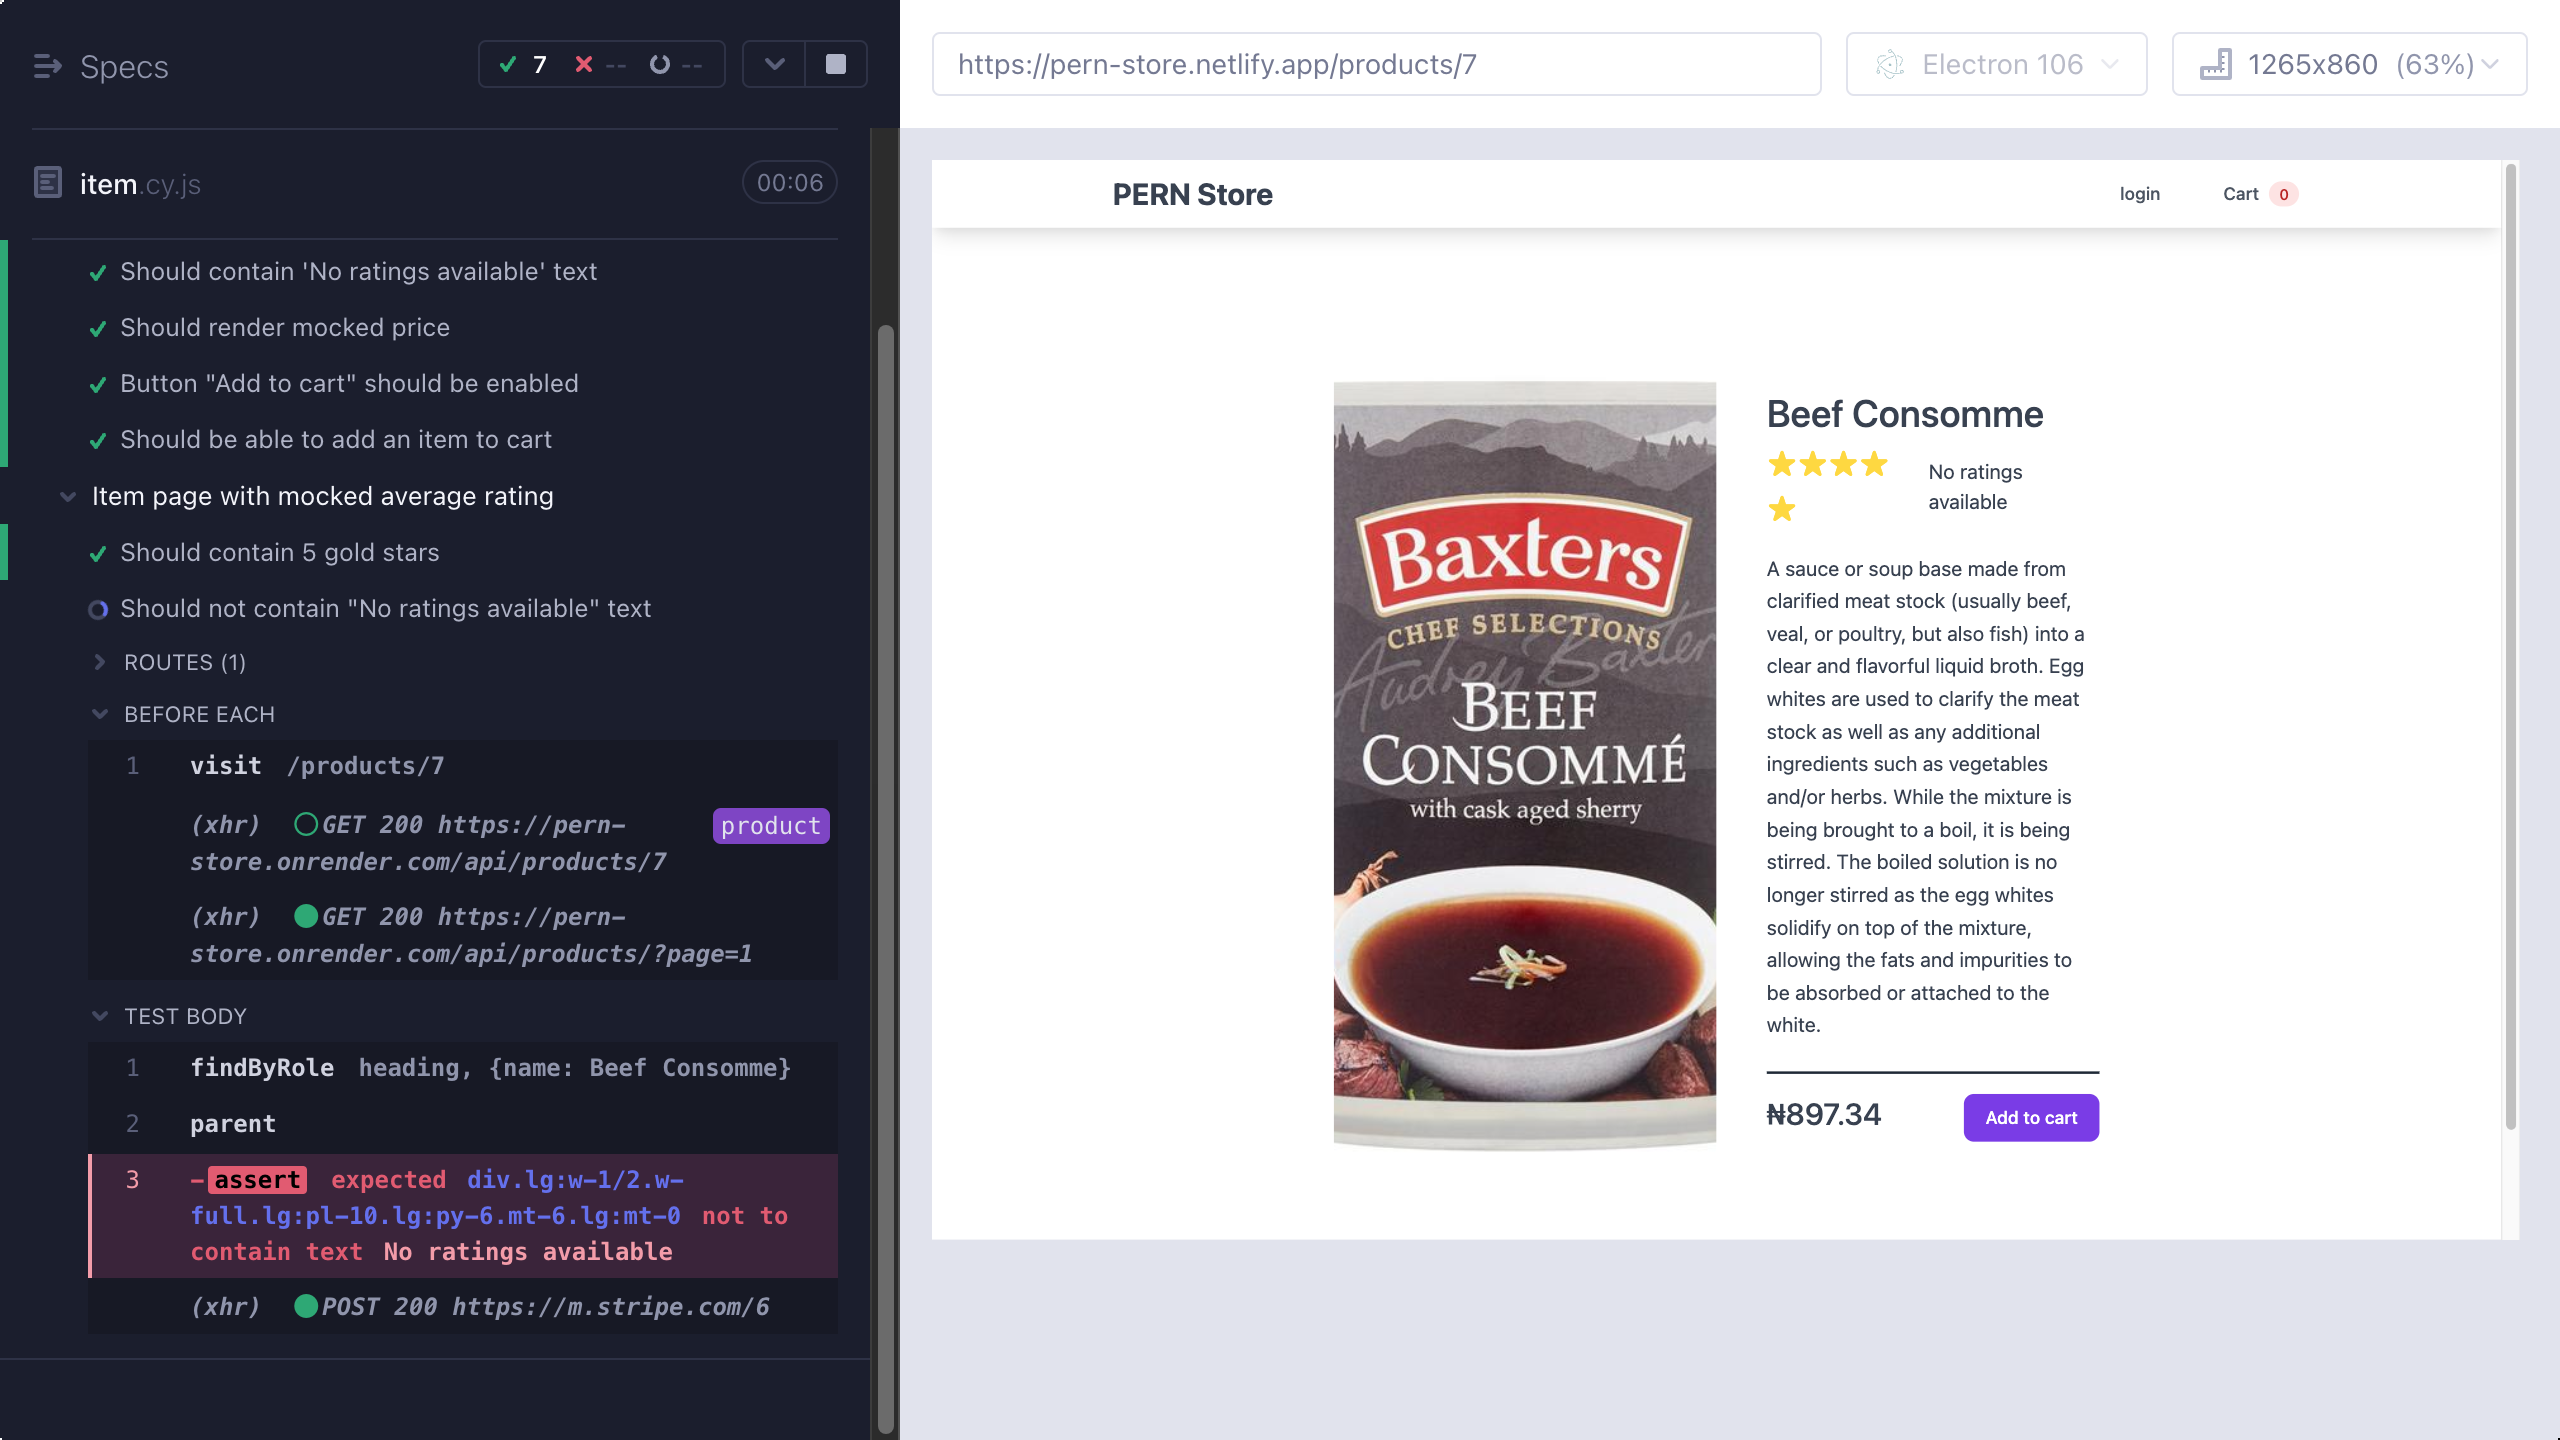 Specs
7 -- --
item.cy.js
00:06
Should contain 'No ratings available' text
Should render mocked price
Button "Add to cart" should be enabled
Should be able to add an item to cart
Item page with mocked average rating
Should contain 5 gold stars
Should not contain "No ratings available" text
ROUTES (1)
BEFORE EACH
1 visit /products/7
(xhr) GET 200 https://pern-
store.onrender.com/api/products/7
product
(xhr) GET 200 https://pern-
store.onrender.com/api/products/?page=1
TEST BODY
1 findByRole heading, {name: Beef Consomme}
2 parent
3 -assert expected div.lg:w-1/2.w-
full.lg:pl-10.lg:py-6.mt-6.lg:mt-0 not to
contain text No ratings available
(xhr) POST 200 https://m.stripe.com/6
https://pern-store.netlify.app/products/7
Electron 106
1265x860 (63%)
PERN Store
login
Cart 0
Baxters
CHEF SELECTIONS
Audrey Baxter
BEEF
CONSOMMÉ
with cask aged sherry
Beef Consomme
No ratings
available
A sauce or soup base made from
clarified meat stock (usually beef,
veal, or poultry, but also fish) into a
clear and flavorful liquid broth. Egg
whites are used to clarify the meat
stock as well as any additional
ingredients such as vegetables
and/or herbs. While the mixture is
being brought to a boil, it is being
stirred. The boiled solution is no
longer stirred as the egg whites
solidify on top of the mixture,
allowing the fats and impurities to
be absorbed or attached to the
white.
₦897.34
Add to cart